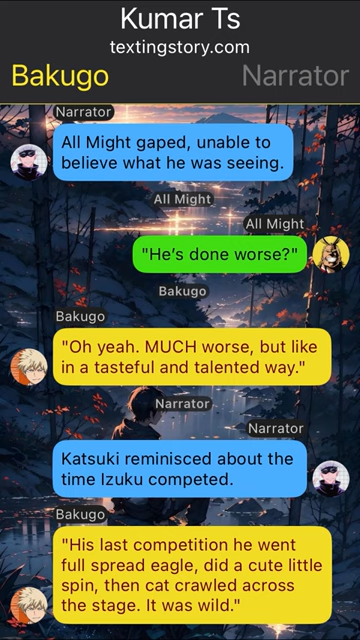 Kumar Ts
textingstory.com
Bakugo Narrator
Narrator
All Might gaped, unable to
believe what he was seeing.
All Might
All Might
"He's done worse?"
Bakugo
Bakugo
"Oh yeah. MUCH worse, but like
in a tasteful and talented way."
Narrator
Narrator
Katsuki reminisced about the
time Izuku competed.
Bakugo
"His last competition he went
full spread eagle, did a cute little
spin, then cat crawled across
the stage. It was wild."